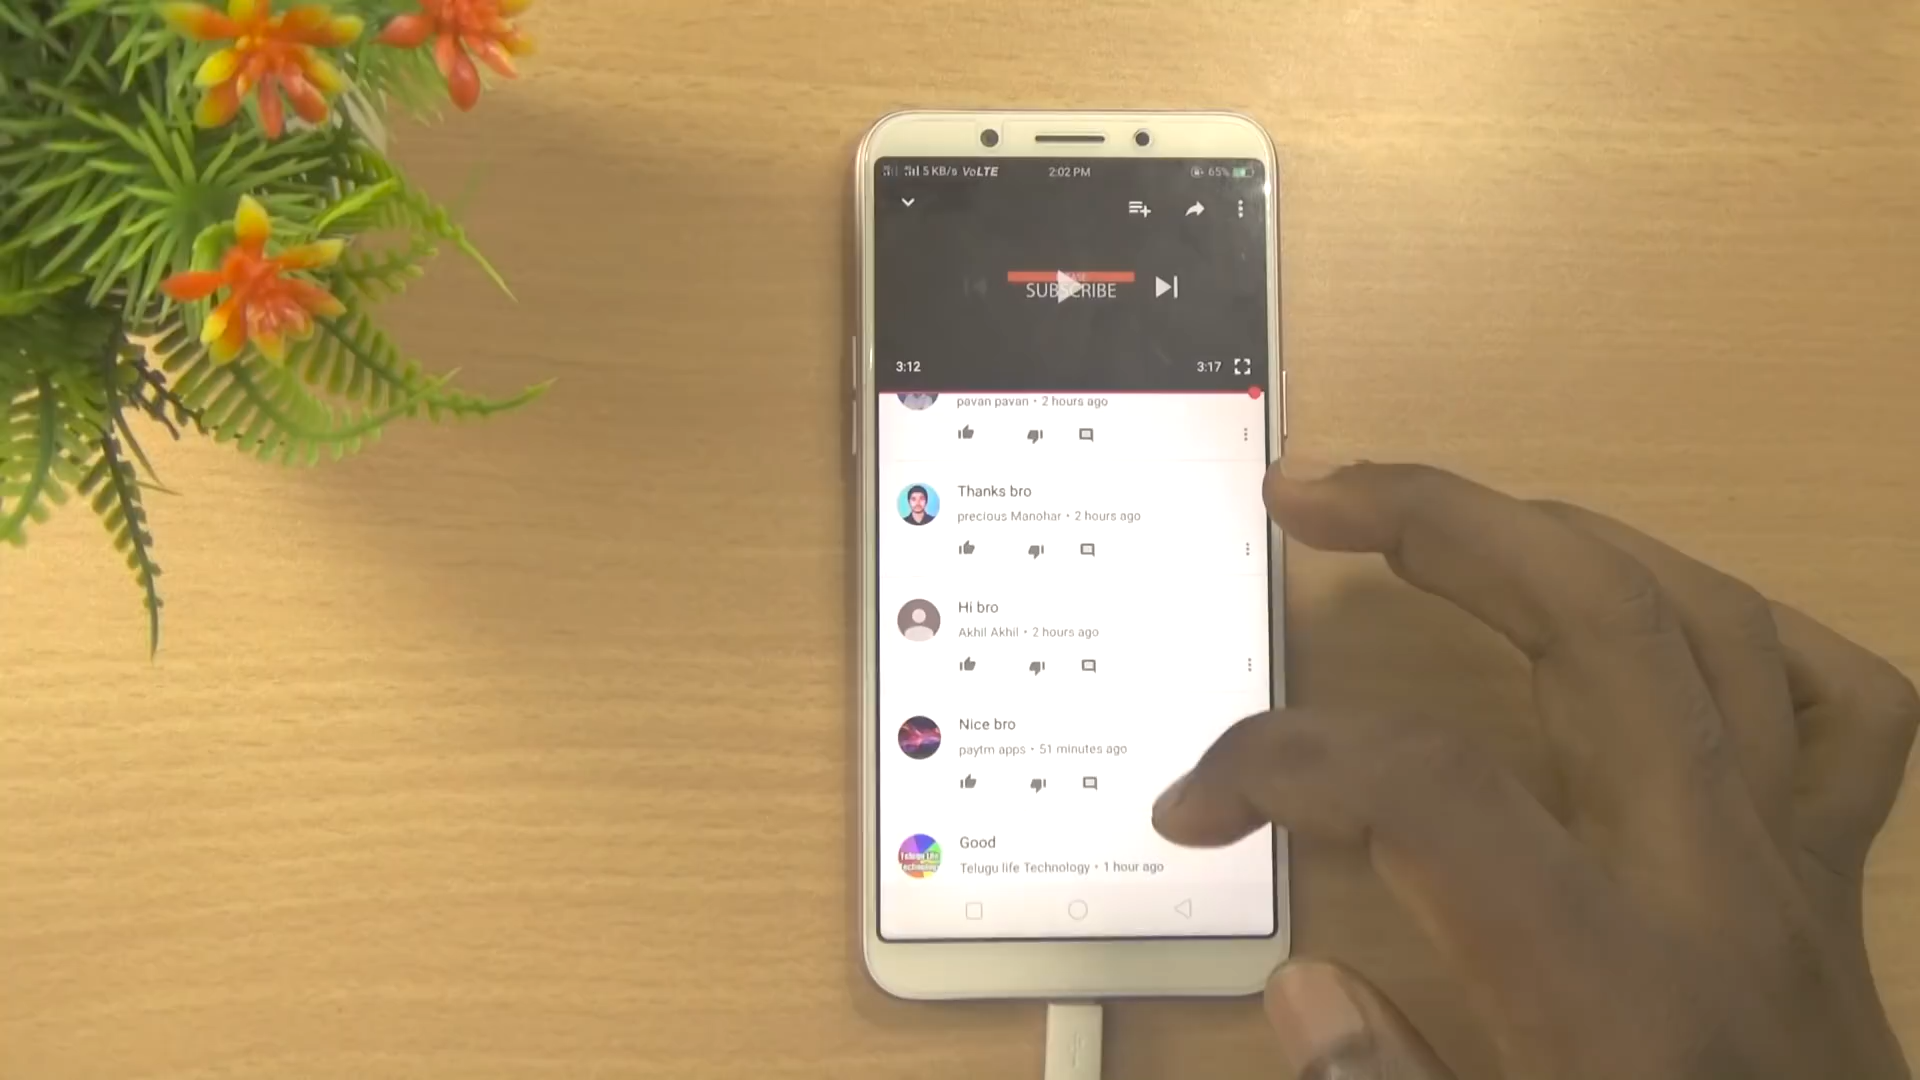 5 KB/s VoLTE 2:02 PM 65%
SUBSCRIBE
3:12 3:17
pavan pavan • 2 hours ago
Thanks bro
precious Manohar • 2 hours ago
Hi bro
Akhil Akhil • 2 hours ago
Nice bro
paytm apps • 51 minutes ago
Good
Telugu life Technology • 1 hour ago